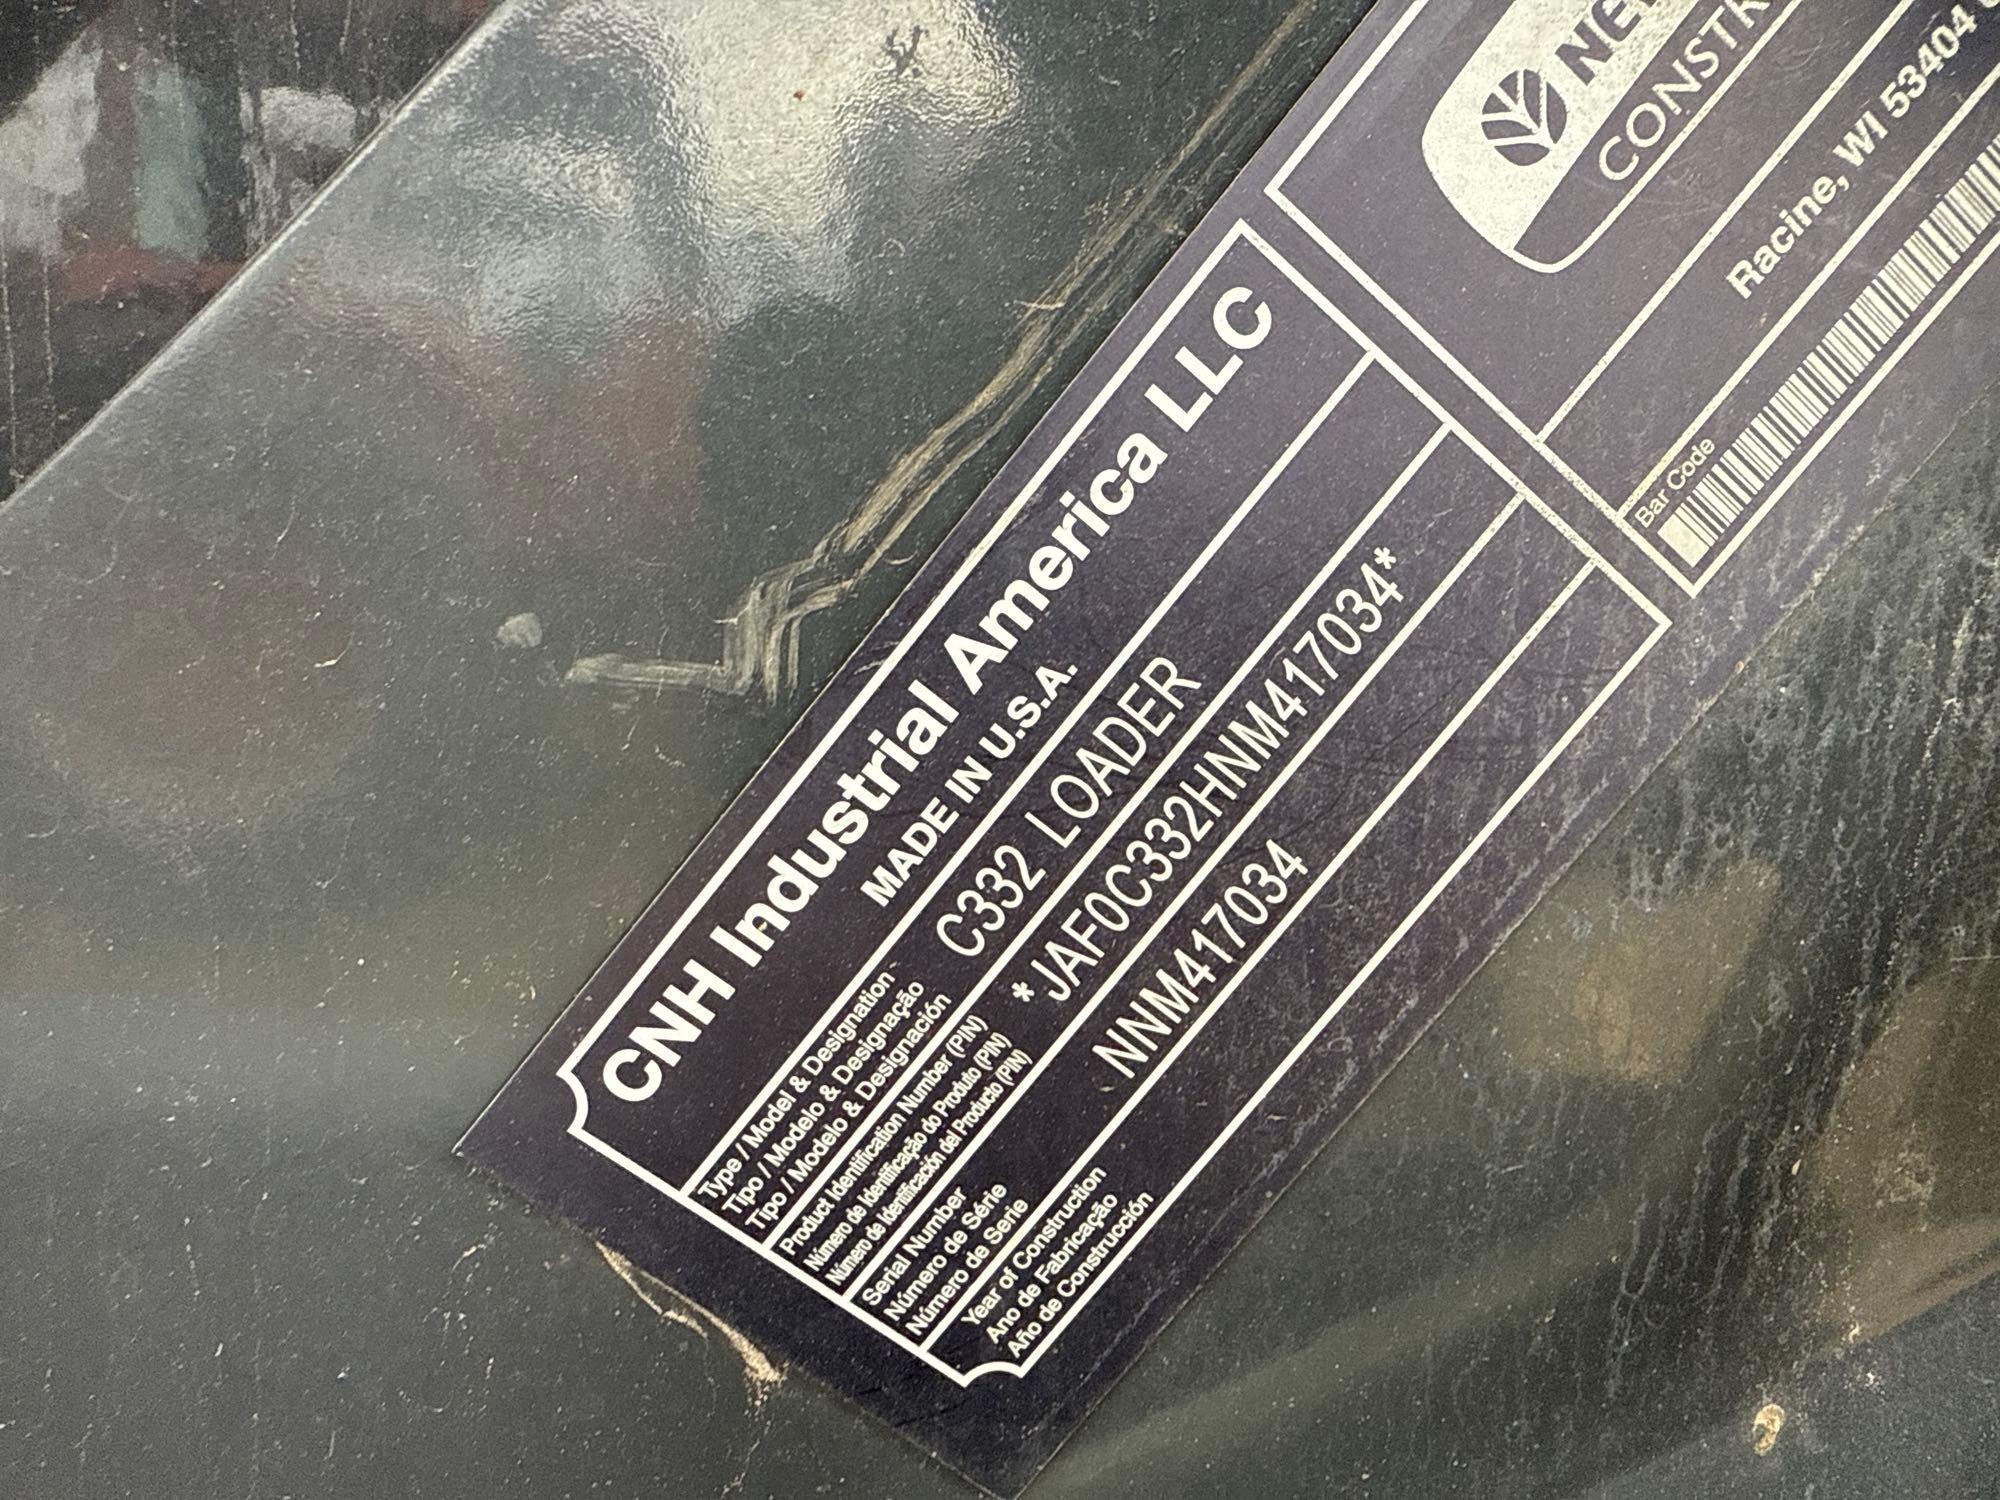 CNH Industrial America LLC
MADE IN U.S.A.
Type / Model & Designation
Tipo / Modelo & Designação
Tipo / Modelo & Designación
C332 LOADER
Product Identification Number (PIN)
Número de Identificação do Produto (PIN)
Número de Identificación del Producto (PIN)
*JAF0C332HNM417034*
Serial Number
Número de Série
Número de Serie
NNM417034
Year of Construction
Ano de Fabricação
Año de Construcción
Racine, WI 53404
Bar Code